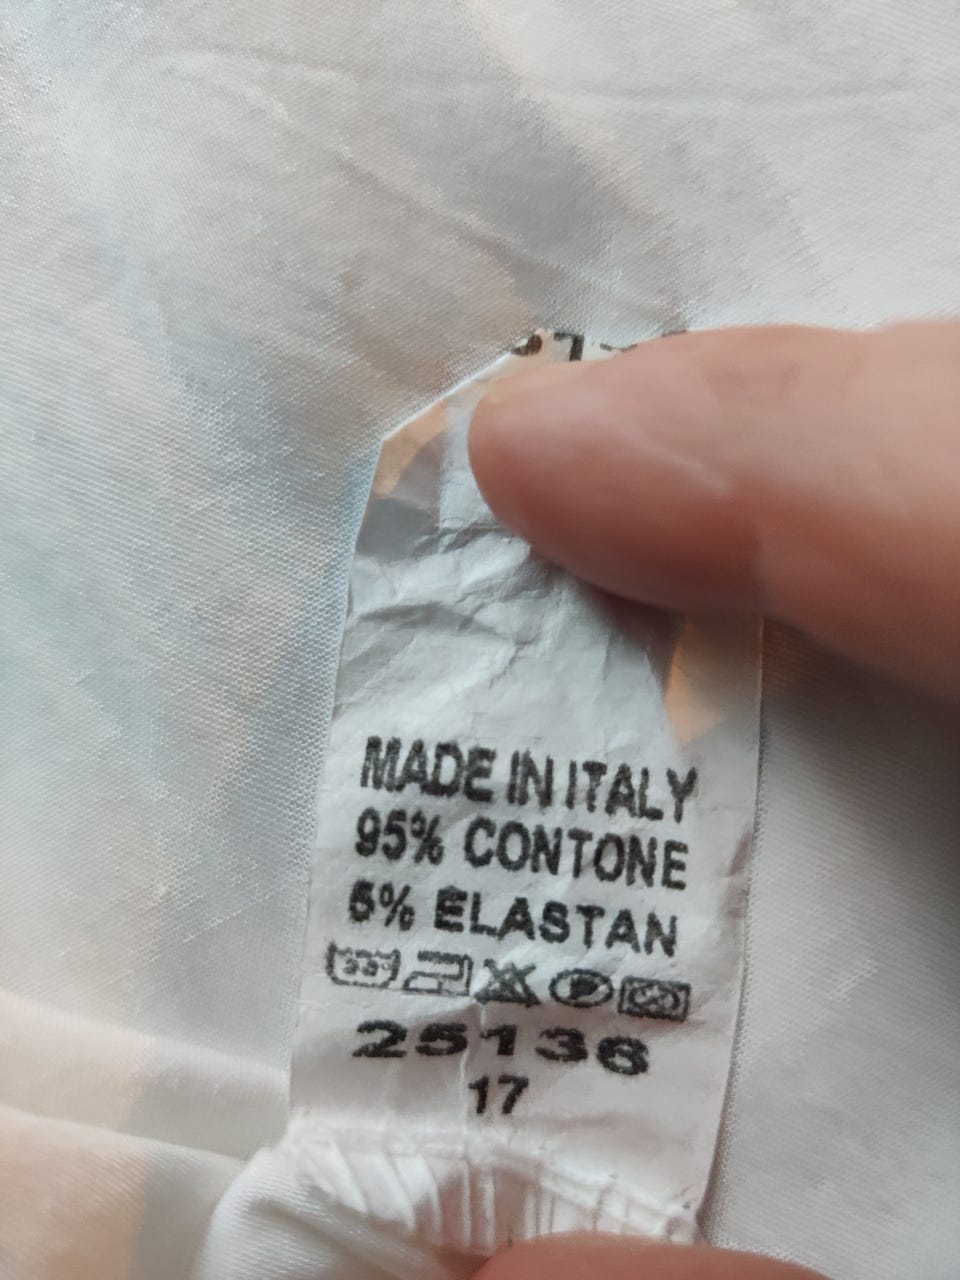 MADE IN ITALY
95% CONTONE
5% ELASTAN
25136
17